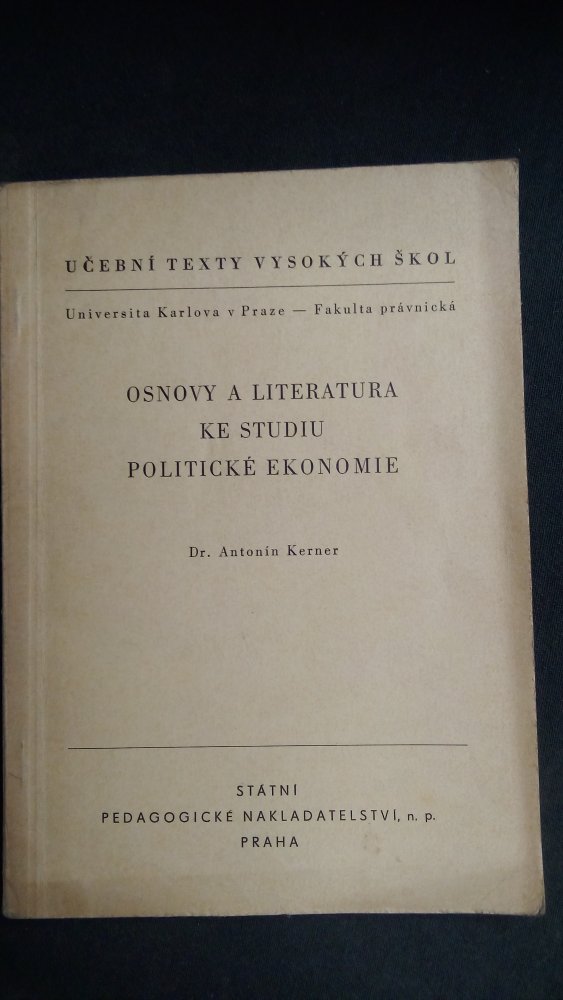 UČEBNÍ TEXTY VYSOKÝCH ŠKOL
Universita Karlova v Praze — Fakulta právnická
OSNOVY A LITERATURA
KE STUDIU
POLITICKÉ EKONOMIE
Dr. Antonín Kerner
STÁTNÍ
PEDAGOGICKÉ NAKLADATELSTVÍ, n. p.
PRAHA